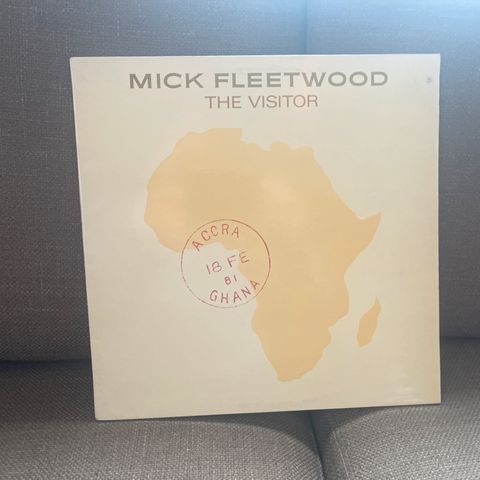 MICK FLEETWOOD
THE VISITOR
ACCRA
18 FE
81
GHANA